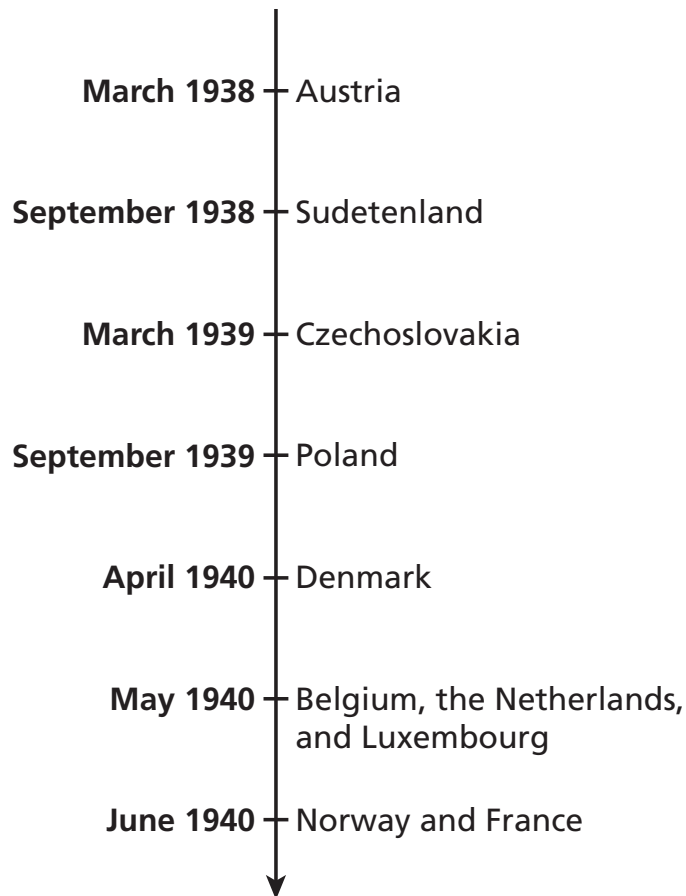 March 1938 Austria
September 1938 Sudetenland
March 1939 Czechoslovakia
September 1939 Poland
April 1940 Denmark
May 1940 Belgium, the Netherlands,
and Luxembourg
June 1940 Norway and France